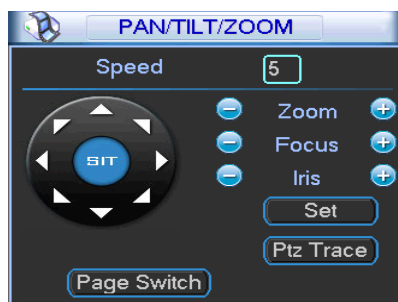 PAN/TILT/ZOOM
Speed 5
Zoom
Focus
SIT
Iris
Set
Ptz Trace
Page Switch